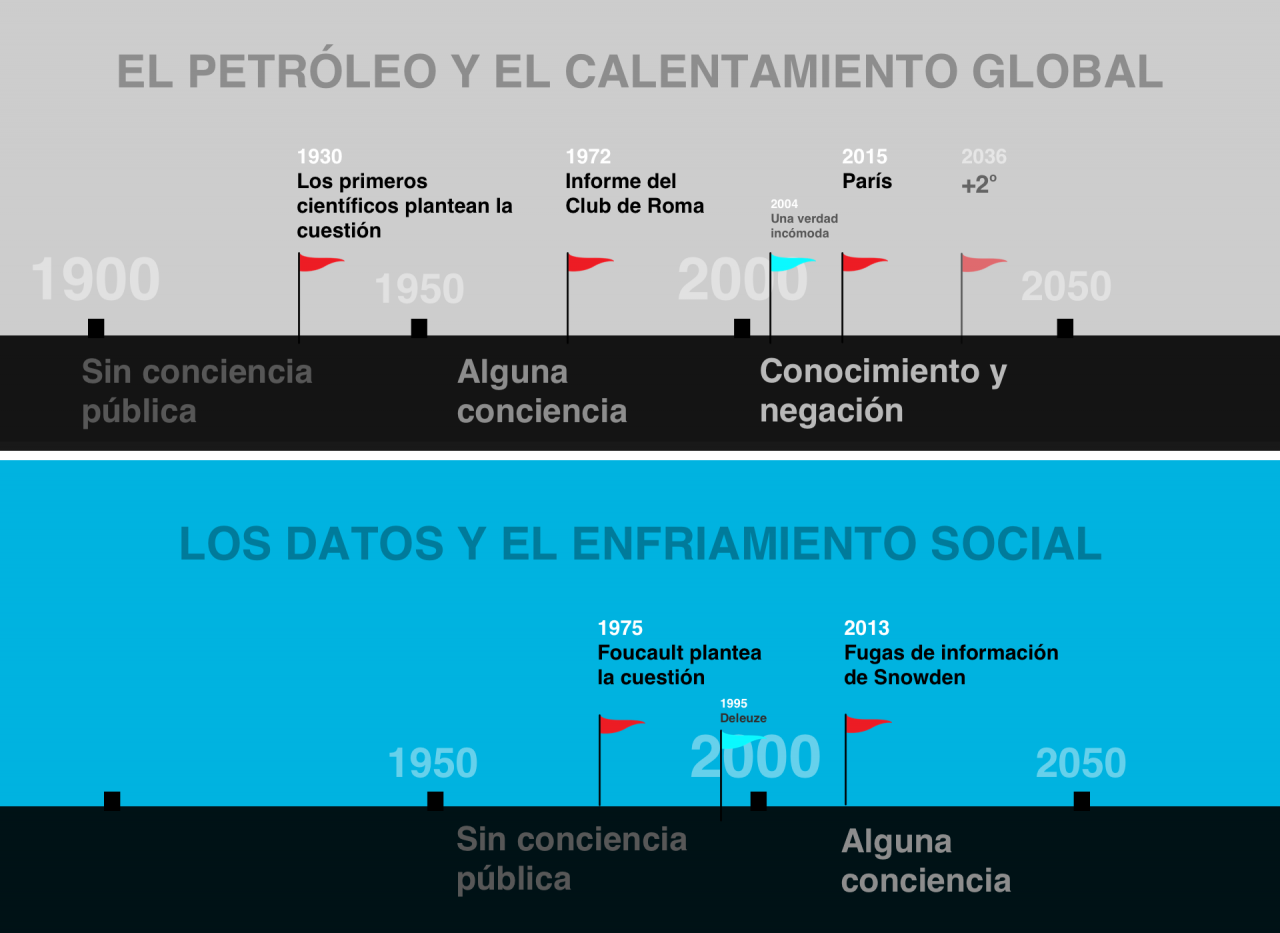 EL PETRÓLEO Y EL CALENTAMIENTO GLOBAL
1930
Los primeros
científicos plantean la
cuestión
1972
Informe del
Club de Roma
2004
Una verdad
incómoda
2015
París
2036
+2°
1900
1950
2000
2050
Sin conciencia
pública
Alguna
conciencia
Conocimiento y
negación
LOS DATOS Y EL ENFRIAMIENTO SOCIAL
1975
Foucault plantea
la cuestión
1995
Deleuze
2013
Fugas de información
de Snowden
1950
2000
2050
Sin conciencia
pública
Alguna
conciencia